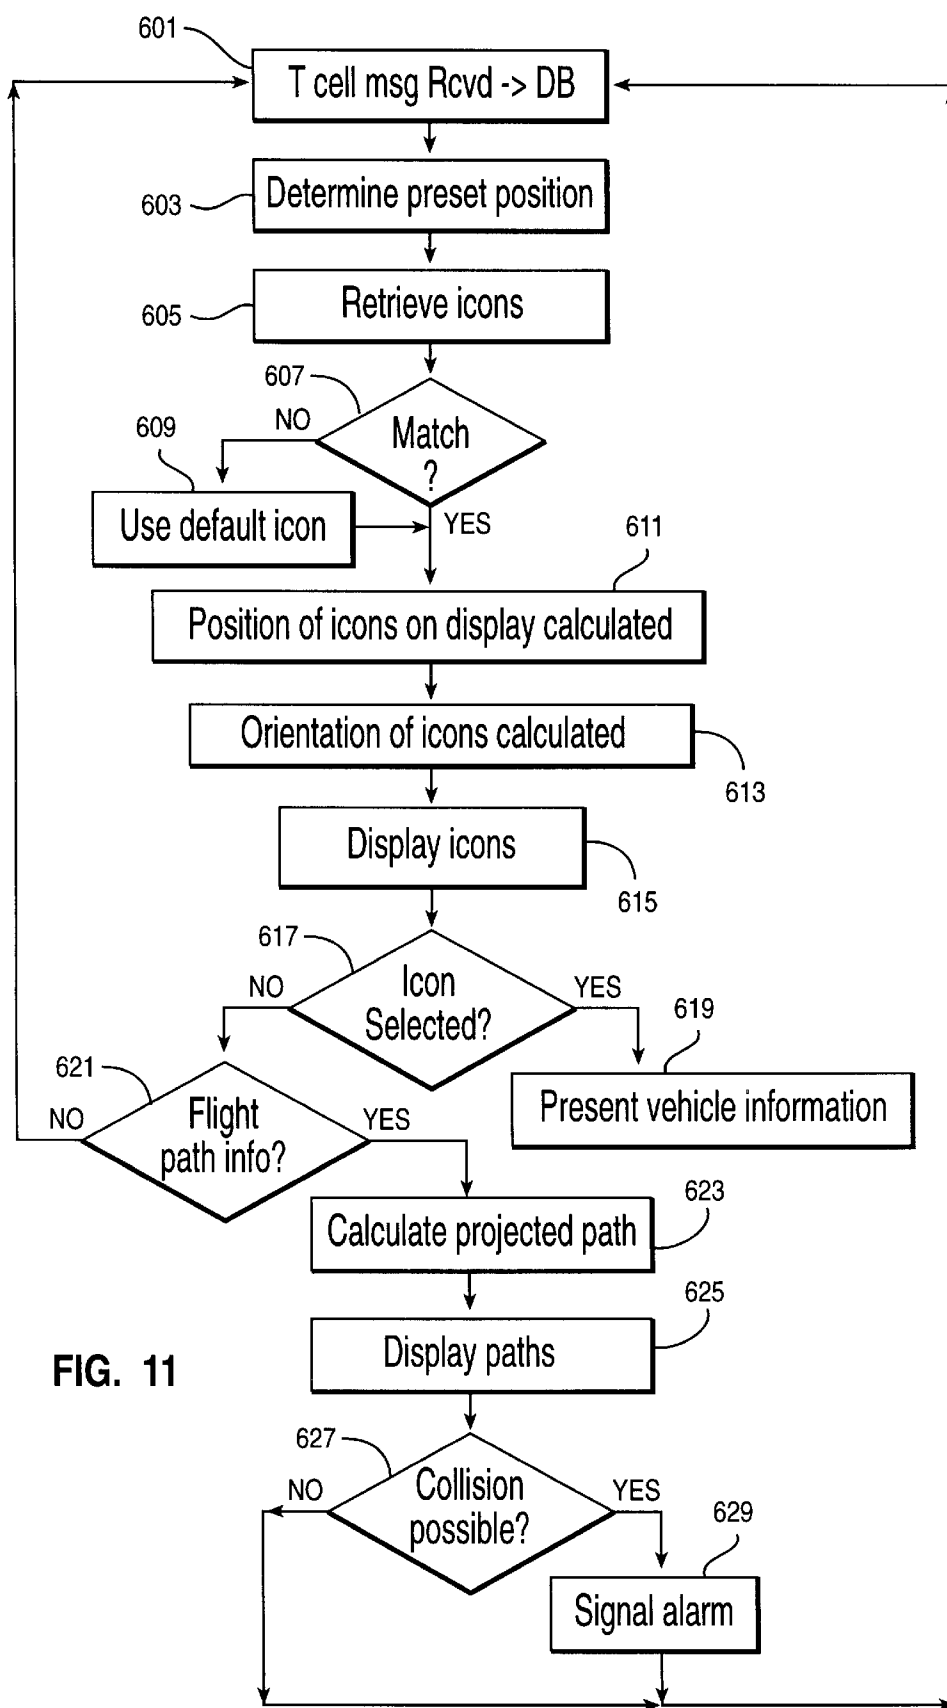 601
T cell msg Rcvd -> DB
603
Determine preset position
605
Retrieve icons
607
NO
Match
?
609
YES
Use default icon
611
Position of icons on display calculated
Orientation of icons calculated
613
Display icons
615
617
NO
Icon
Selected?
YES
619
621
Present vehicle information
NO
Flight
path info?
YES
623
Calculate projected path
625
Display paths
FIG. 11
627
NO
Collision
possible?
YES
629
Signal alarm